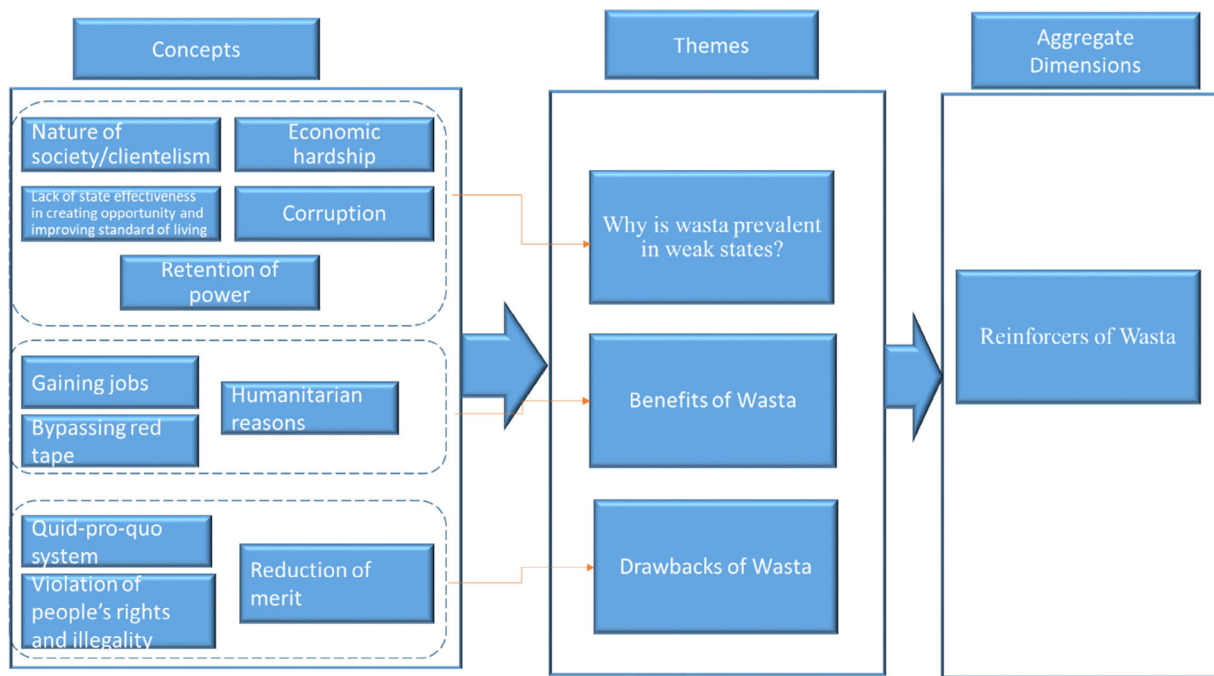 Concepts
Themes
Aggregate
Dimensions
Nature of
society/clientelism
Economic
hardship
Lack of state effectiveness
in creating opportunity and
improving standard of living
Corruption
Retention of
power
Why is wasta prevalent
in weak states?
Reinforcers of Wasta
Gaining jobs
Humanitarian
reasons
Bypassing red
tape
Benefits of Wasta
Quid-pro-quo
system
Reduction of
merit
Violation of
people’s rights
and illegality
Drawbacks of Wasta